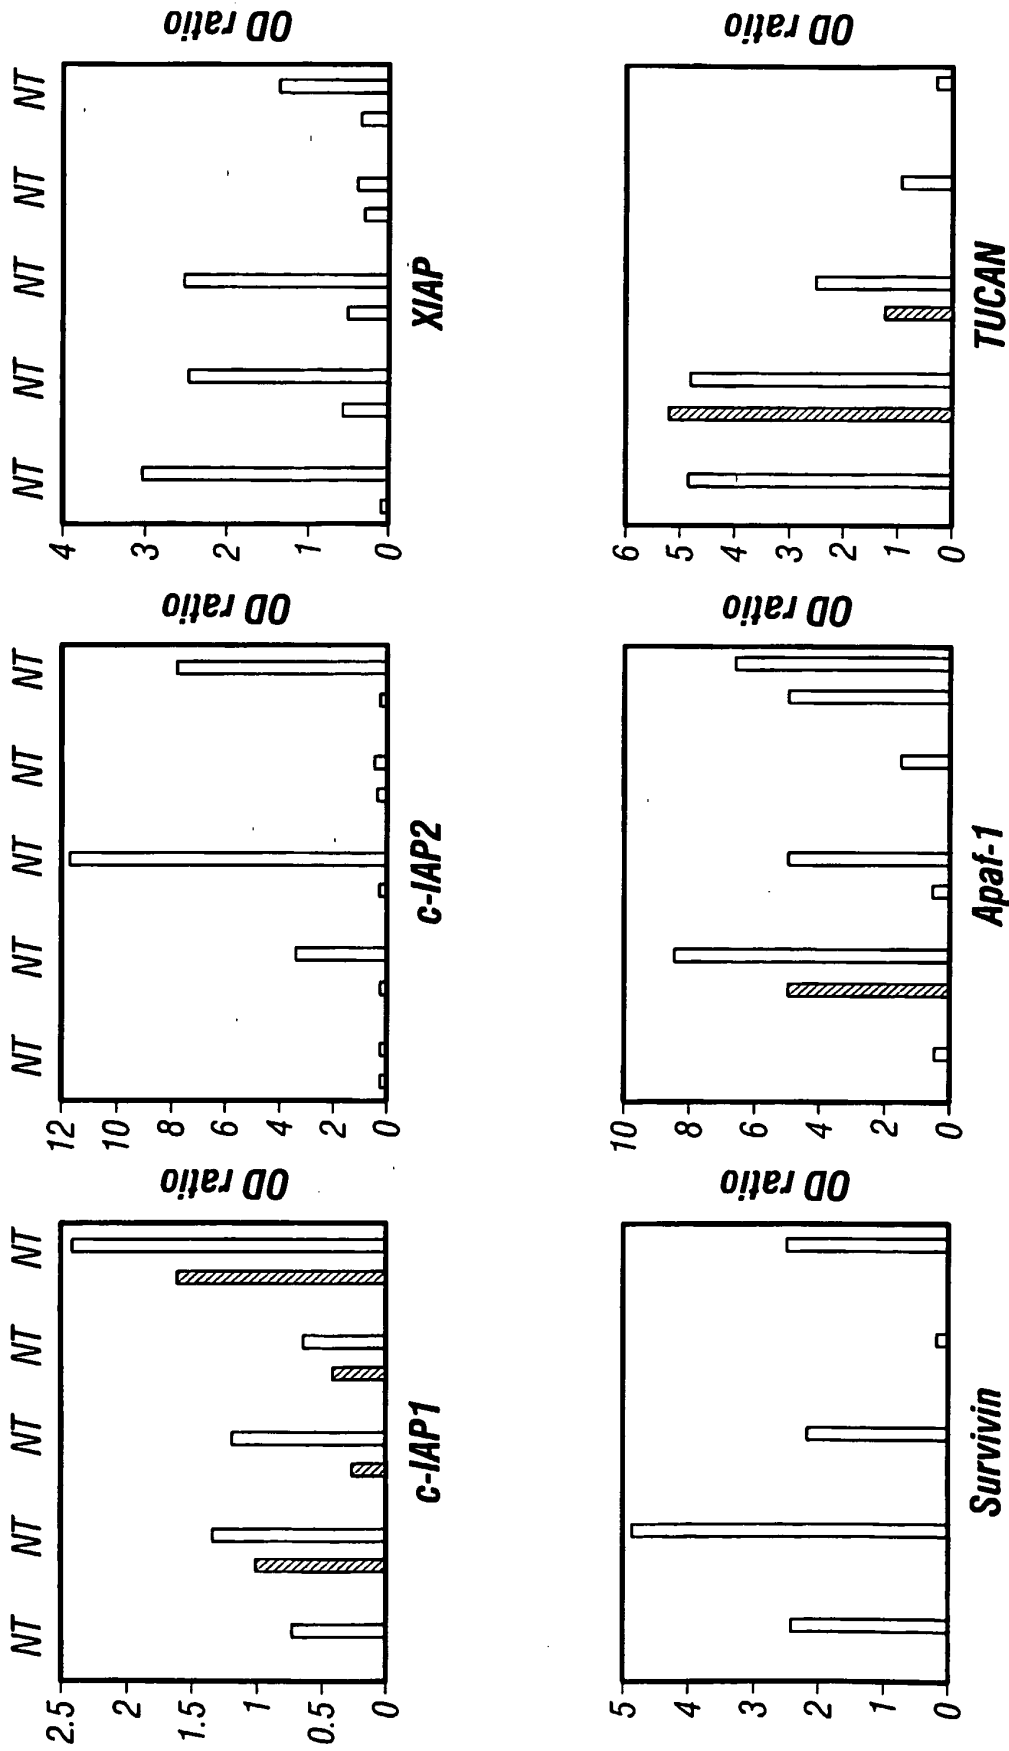 NT NT NT NT NT
2.5
2
1.5
1
0.5
0
OD ratio
c-IAP1
NT NT NT NT NT
12
10
8
6
4
2
0
OD ratio
c-IAP2
NT NT NT NT NT
4
3
2
1
0
OD ratio
XIAP
5
4
3
2
1
0
OD ratio
Survivin
10
8
6
4
2
0
OD ratio
Apaf-1
6
5
4
3
2
1
0
OD ratio
TUCAN